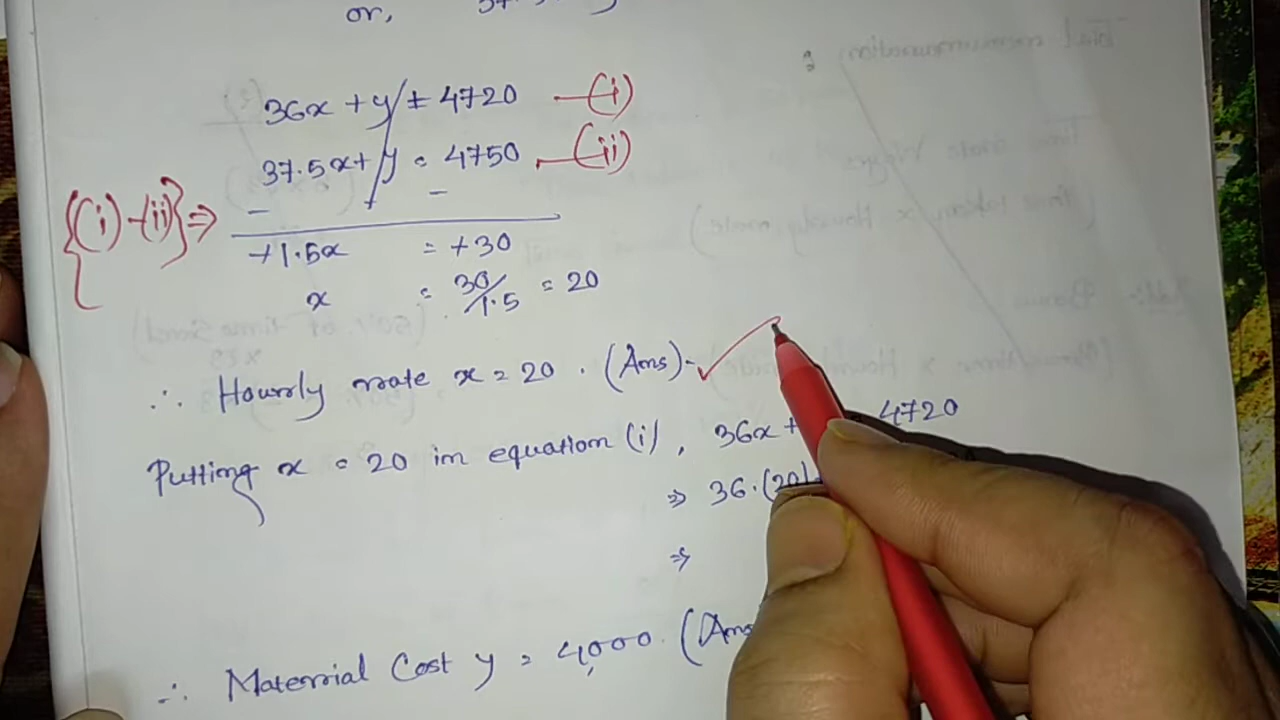 or,
36x + y = 4720 —(i)
37.5x + y = 4750 —(ii)
{(i)-(ii)} ⇒
- - -
+1.5x = +30
x = 30/1.5 = 20
∴ Hourly rate x = 20. (Ans) ✓
Putting x = 20 in equation (i), 36x + 4720
⇒ 36.(20)
⇒
∴ Material Cost y = 4,000. (Ans